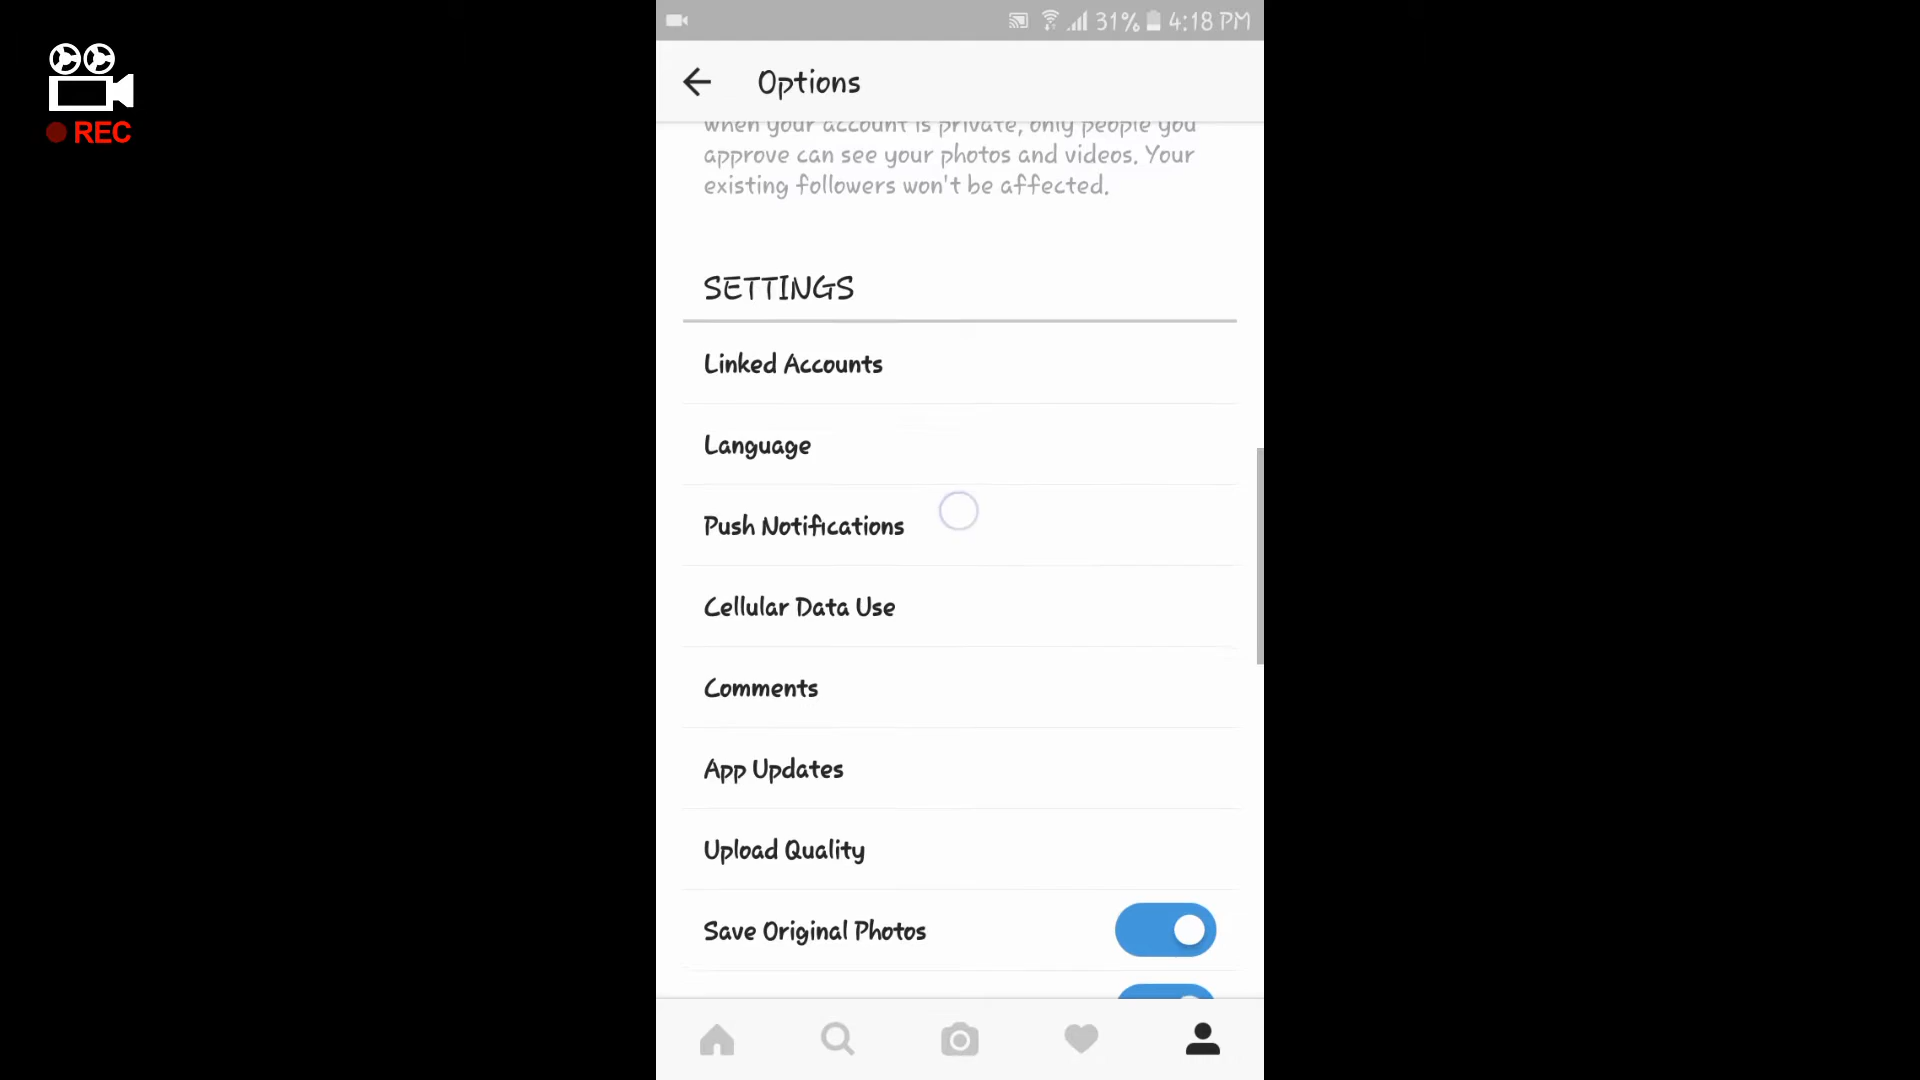 REC
31% 4:18 PM
Options
when your account is private, only people you
approve can see your photos and videos. Your
existing followers won't be affected.
SETTINGS
Linked Accounts
Language
Push Notifications
Cellular Data Use
Comments
App Updates
Upload Quality
Save Original Photos